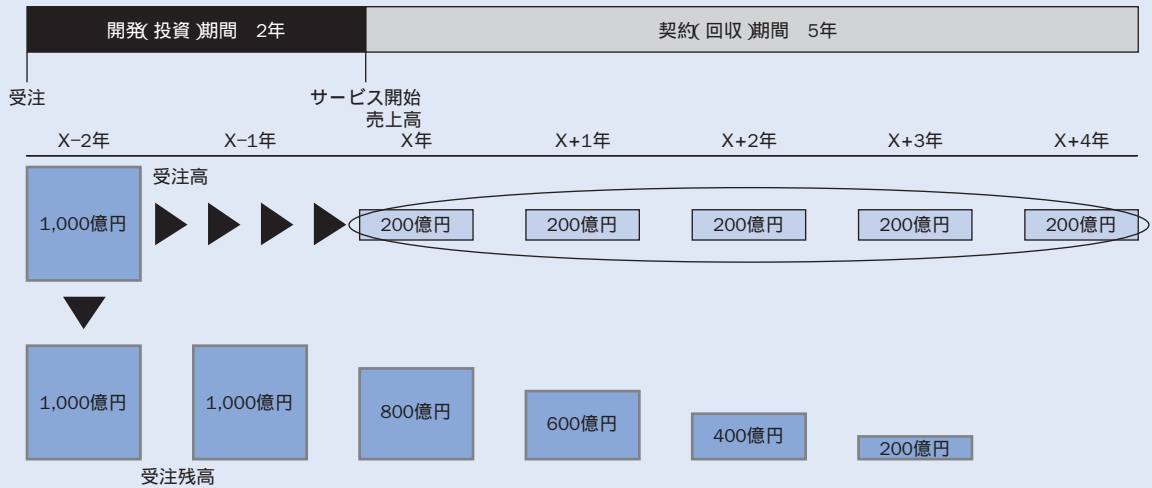 開発(投資)期間　2年
契約(回収)期間　5年
受注
サービス開始
売上高
X−2年
X−1年
X年
X+1年
X+2年
X+3年
X+4年
受注高
1,000億円
200億円
200億円
200億円
200億円
200億円
1,000億円
1,000億円
800億円
600億円
400億円
200億円
受注残高